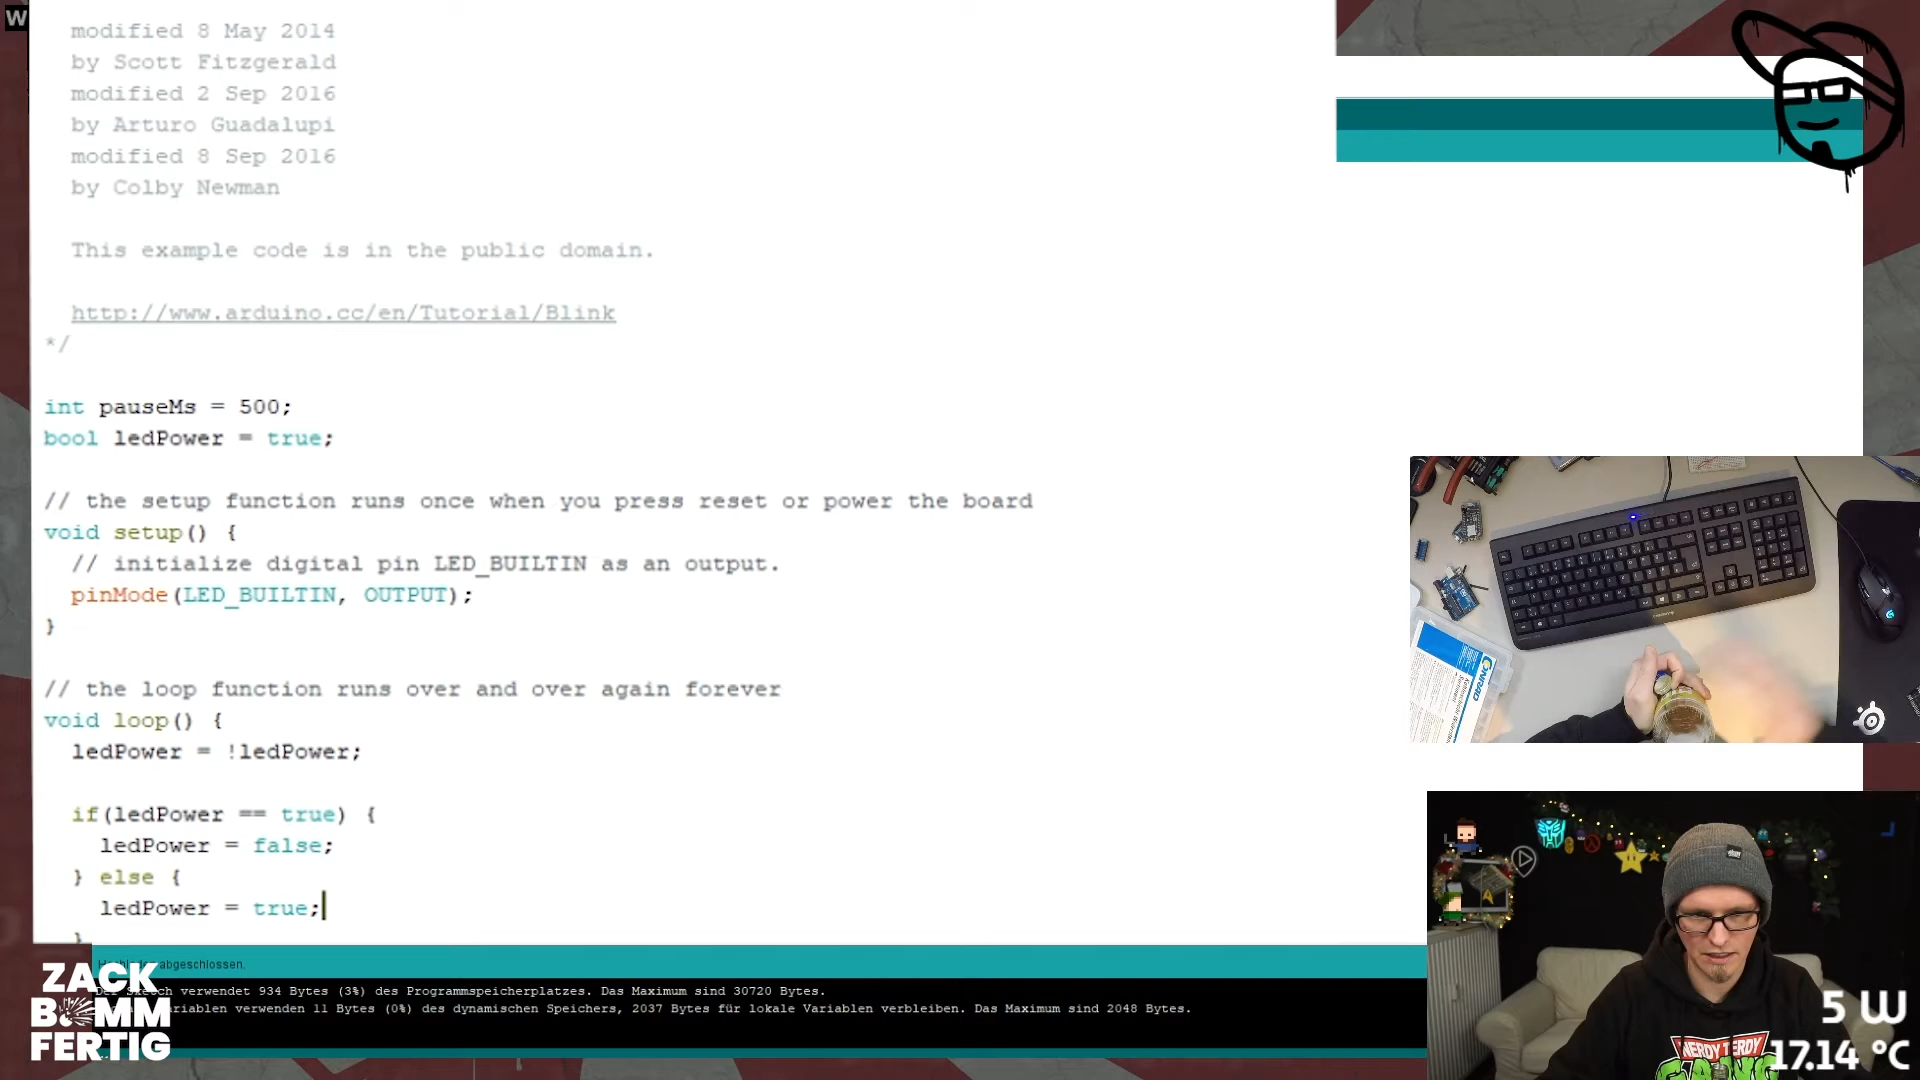 W
modified 8 May 2014
by Scott Fitzgerald
modified 2 Sep 2016
by Arturo Guadalupi
modified 8 Sep 2016
by Colby Newman
This example code is in the public domain.
http://www.arduino.cc/en/Tutorial/Blink
*/
int pauseMs = 500;
bool ledPower = true;
// the setup function runs once when you press reset or power the board
void setup() {
// initialize digital pin LED_BUILTIN as an output.
pinMode(LED_BUILTIN, OUTPUT);
}
// the loop function runs over and over again forever
void loop() {
ledPower = !ledPower;
if(ledPower == true) {
ledPower = false;
} else {
ledPower = true;
}
abgeschlossen.
Der Sketch verwendet 934 Bytes (3%) des Programmspeicherplatzes. Das Maximum sind 30720 Bytes.
verwenden 11 Bytes (0%) des dynamischen Speichers, 2037 Bytes für lokale Variablen verbleiben. Das Maximum sind 2048 Bytes.
ZACK
BOMM
FERTIG
CONRAD
NERDY TERDY
GANG
5 W
17.14 °C